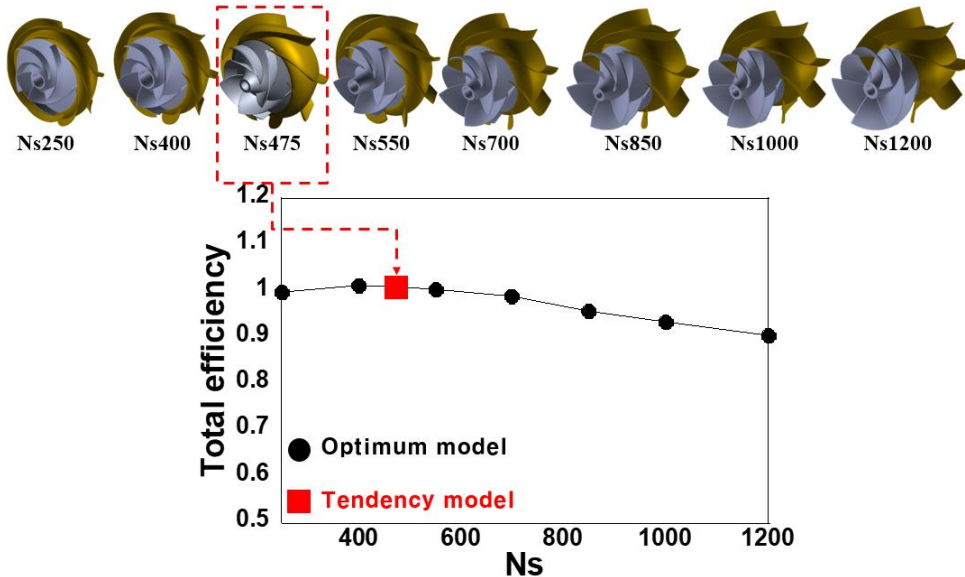 Ns250 Ns400 Ns475 Ns550 Ns700 Ns850 Ns1000 Ns1200
1.2
1.1
1
0.9
0.8
0.7
0.6
0.5
Total efficiency
Optimum model
Tendency model
400 600 800 1000 1200
Ns